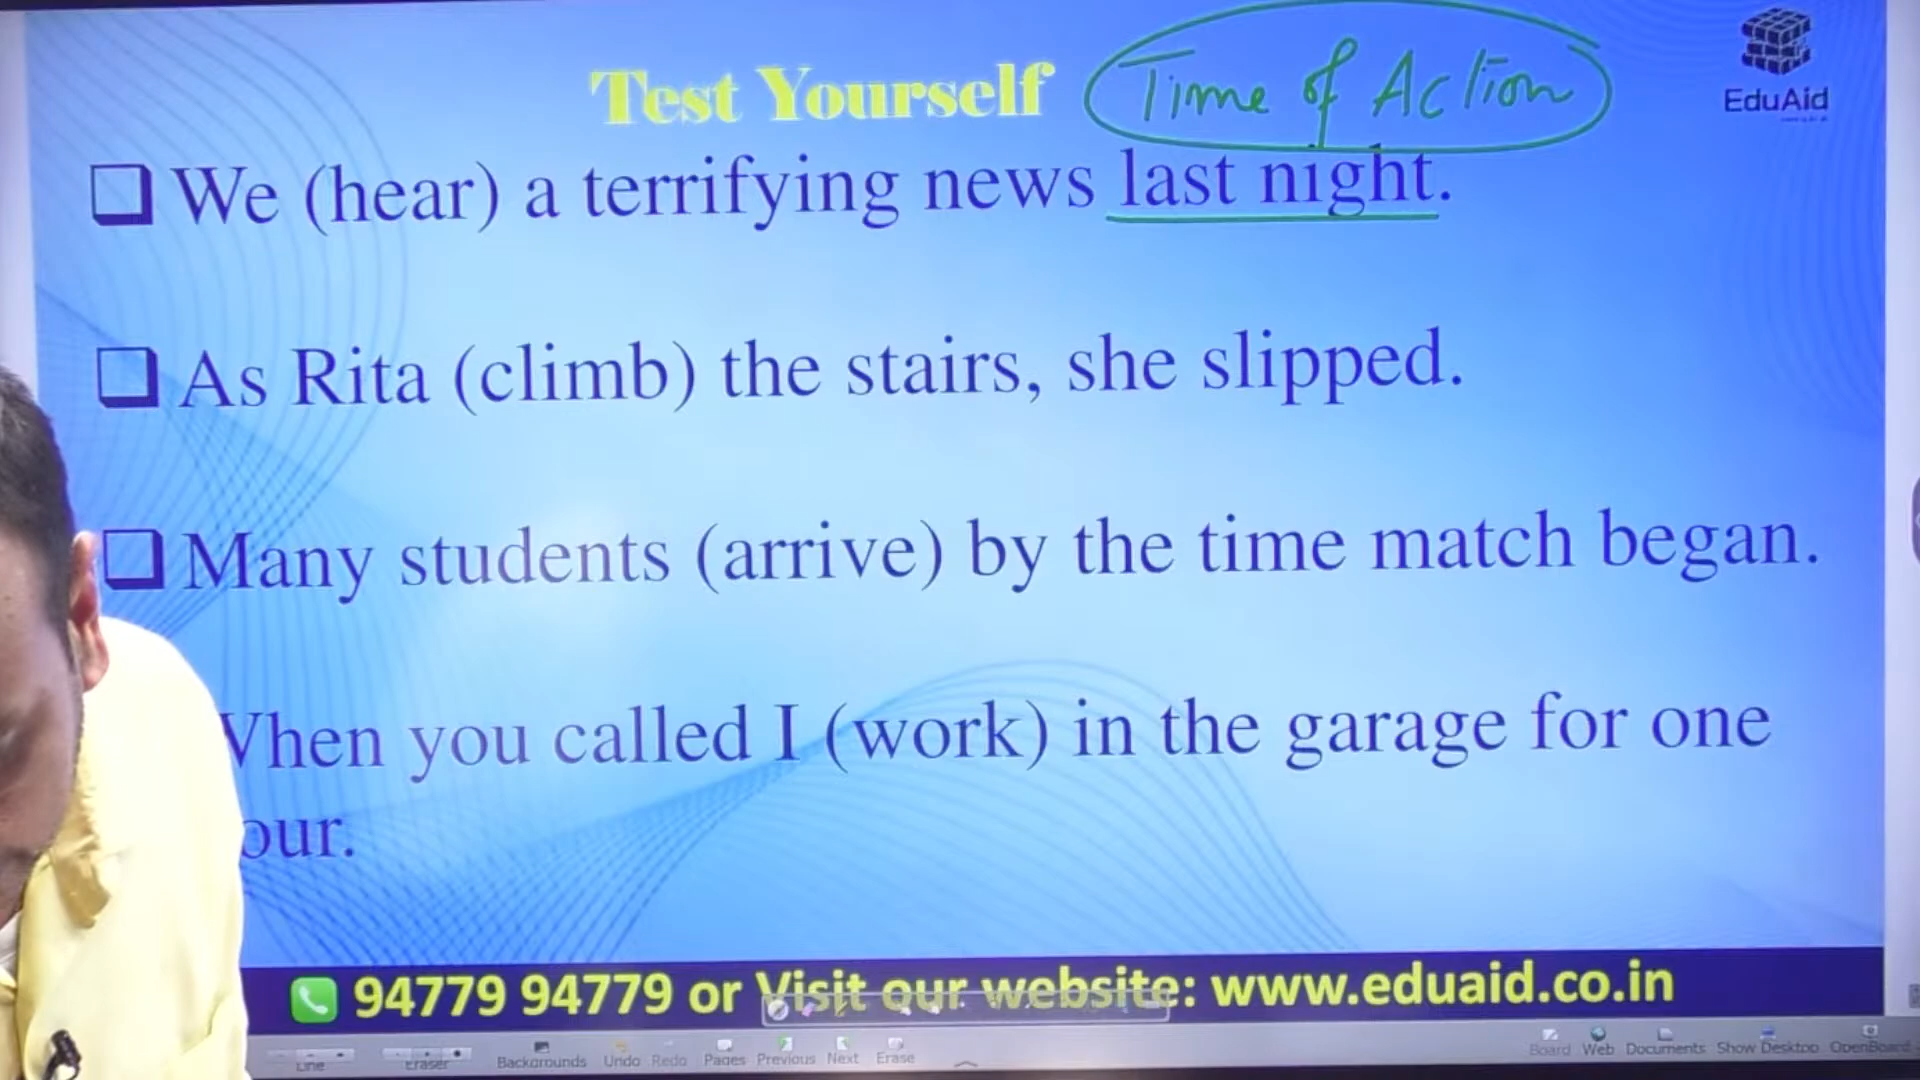 Test Yourself Time of Action
EduAid
❑ We (hear) a terrifying news last night.
❑ As Rita (climb) the stairs, she slipped.
❑ Many students (arrive) by the time match began.
When you called I (work) in the garage for one
our.
94779 94779 or Visit our website: www.eduaid.co.in
Line Eraser Backgrounds Undo Redo Pages Previous Next Erase Board Web Documents Show Desktop OpenBoard